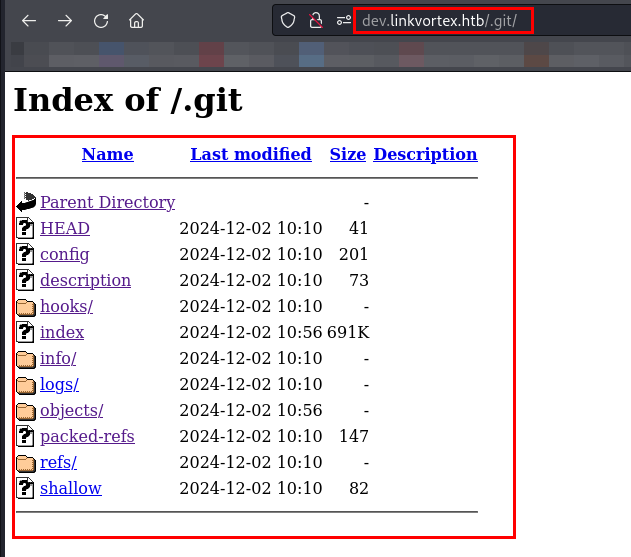 dev.linkvortex.htb/.git/
Index of /.git
Name Last modified Size Description
Parent Directory -
HEAD 2024-12-02 10:10 41
config 2024-12-02 10:10 201
description 2024-12-02 10:10 73
hooks/ 2024-12-02 10:10 -
index 2024-12-02 10:56 691K
info/ 2024-12-02 10:10 -
logs/ 2024-12-02 10:10 -
objects/ 2024-12-02 10:56 -
packed-refs 2024-12-02 10:10 147
refs/ 2024-12-02 10:10 -
shallow 2024-12-02 10:10 82